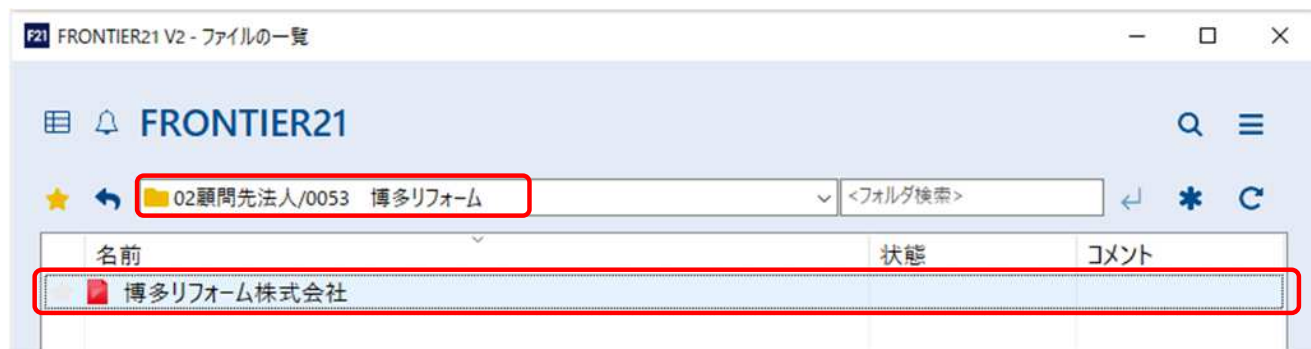 F21 FRONTIER21 V2 - ファイルの一覧
FRONTIER21
02顧問先法人/0053　博多リフォーム <フォルダ検索>
名前 状態 コメント
博多リフォーム株式会社